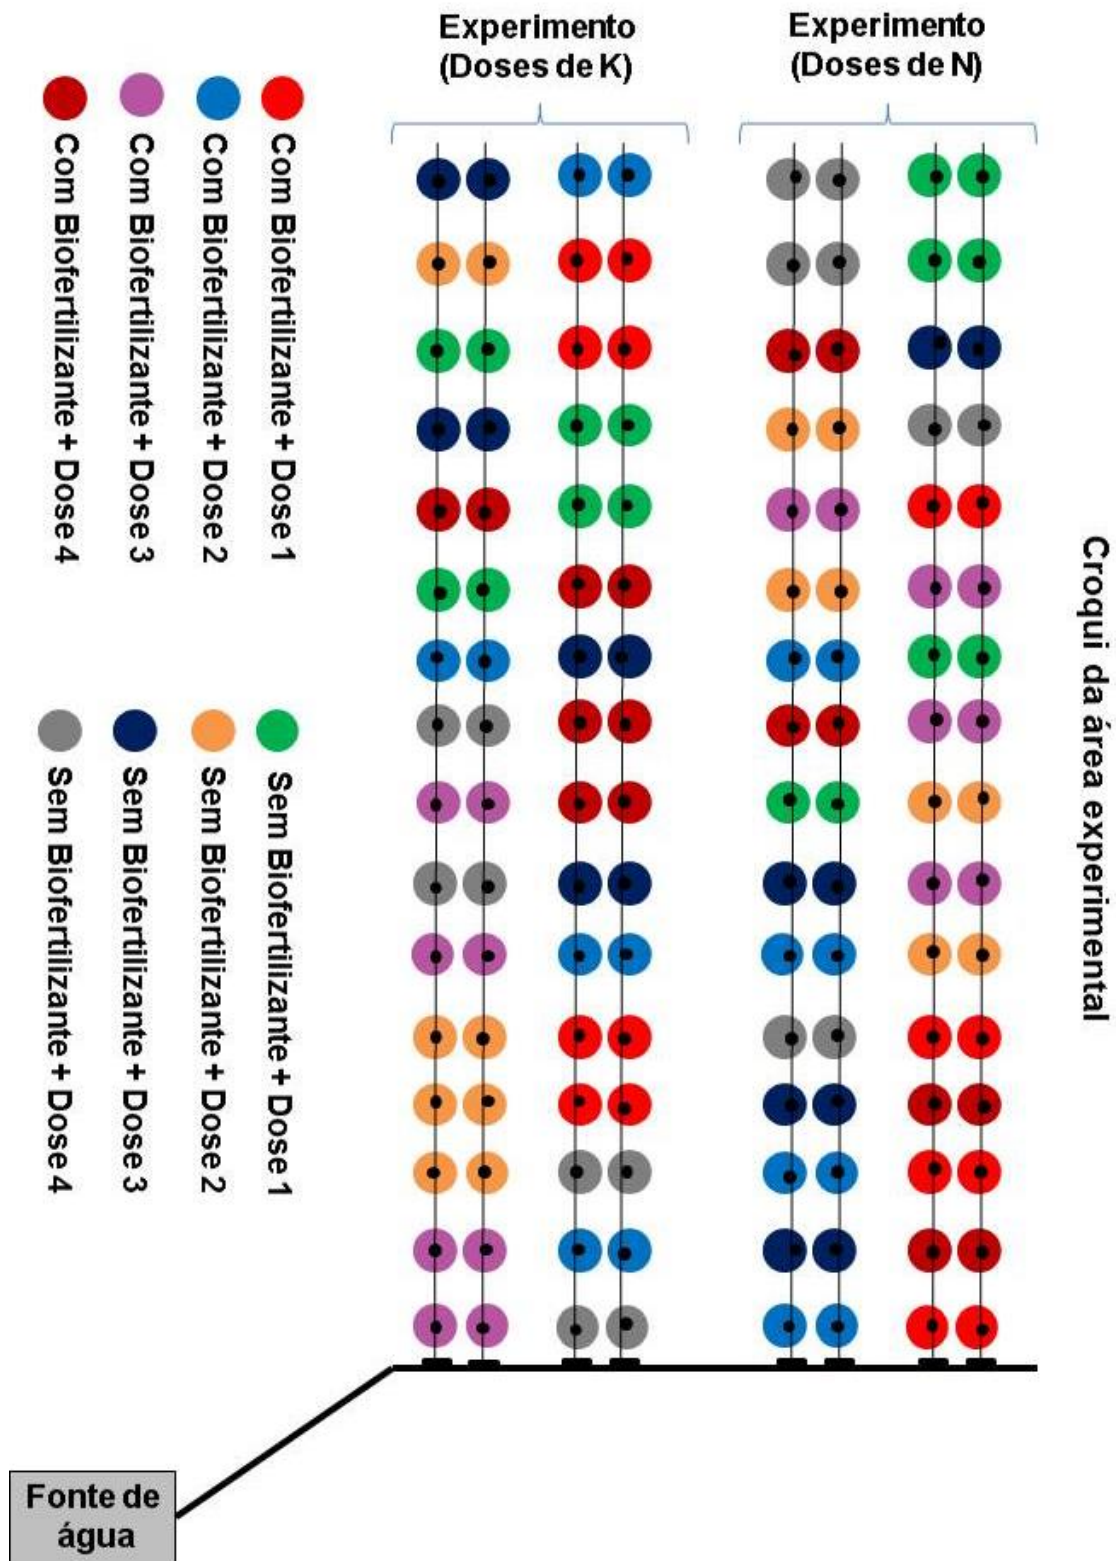 Croqui da área experimental
Experimento
(Doses de K)
Experimento
(Doses de N)
Com Biofertilizante + Dose 1
Com Biofertilizante + Dose 2
Com Biofertilizante + Dose 3
Com Biofertilizante + Dose 4
Sem Biofertilizante + Dose 1
Sem Biofertilizante + Dose 2
Sem Biofertilizante + Dose 3
Sem Biofertilizante + Dose 4
Fonte de
água